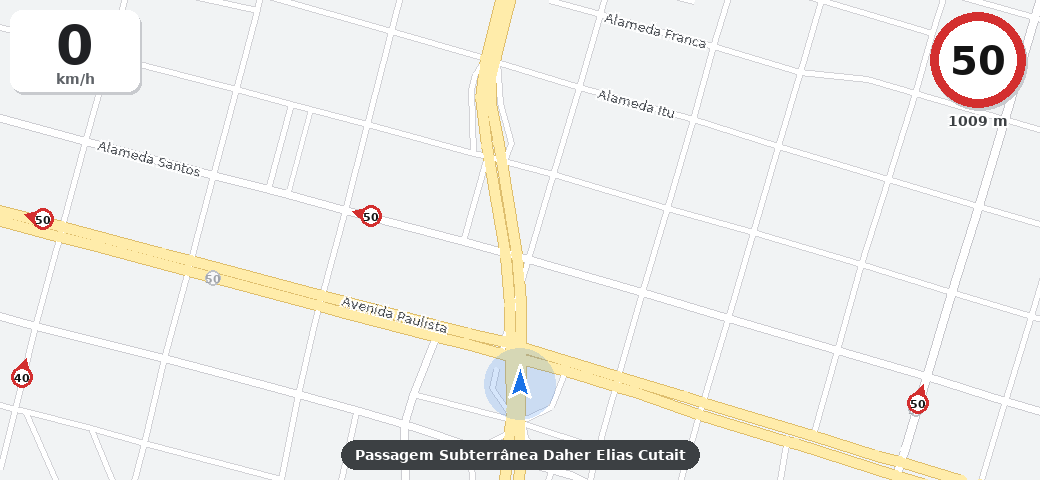 0
km/h
50
1009 m
Alameda Franca
Alameda Itu
Alameda Santos
50
50
60
Avenida Paulista
40
50
Passagem Subterrânea Daher Elias Cutait